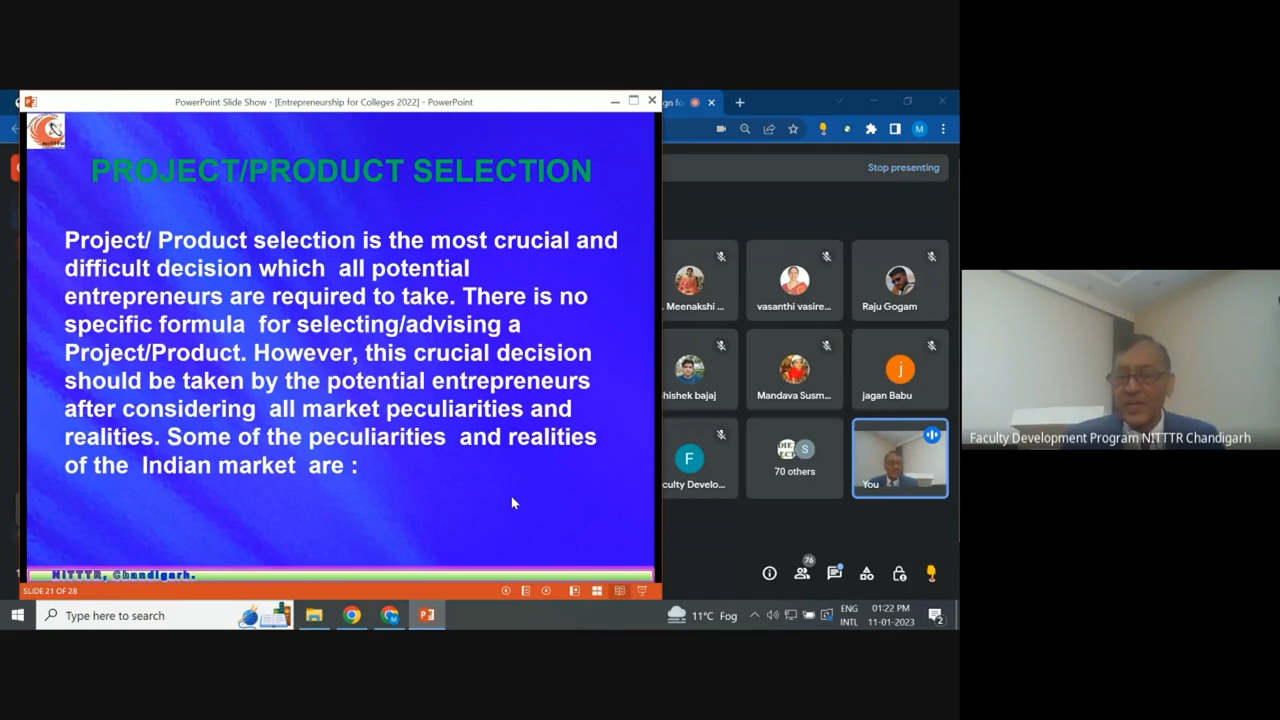 PowerPoint Slide Show - [Entrepreneurship for Colleges 2022] - PowerPoint
PROJECT/PRODUCT SELECTION
Project/ Product selection is the most crucial and
difficult decision which all potential
entrepreneurs are required to take. There is no
specific formula for selecting/advising a
Project/Product. However, this crucial decision
should be taken by the potential entrepreneurs
after considering all market peculiarities and
realities. Some of the peculiarities and realities
of the Indian market are :
NITTTR, Chandigarh.
SLIDE 21 OF 28
gn fo
M
Stop presenting
. Meenakshi ...
vasanthi vasire...
Raju Gogam
hishek bajaj
Mandava Susm...
j
jagan Babu
F
culty Develo...
S
70 others
You
76
Faculty Development Program NITTTR Chandigarh
Type here to search
M
11°C Fog
ENG
INTL
01:22 PM
11-01-2023
2